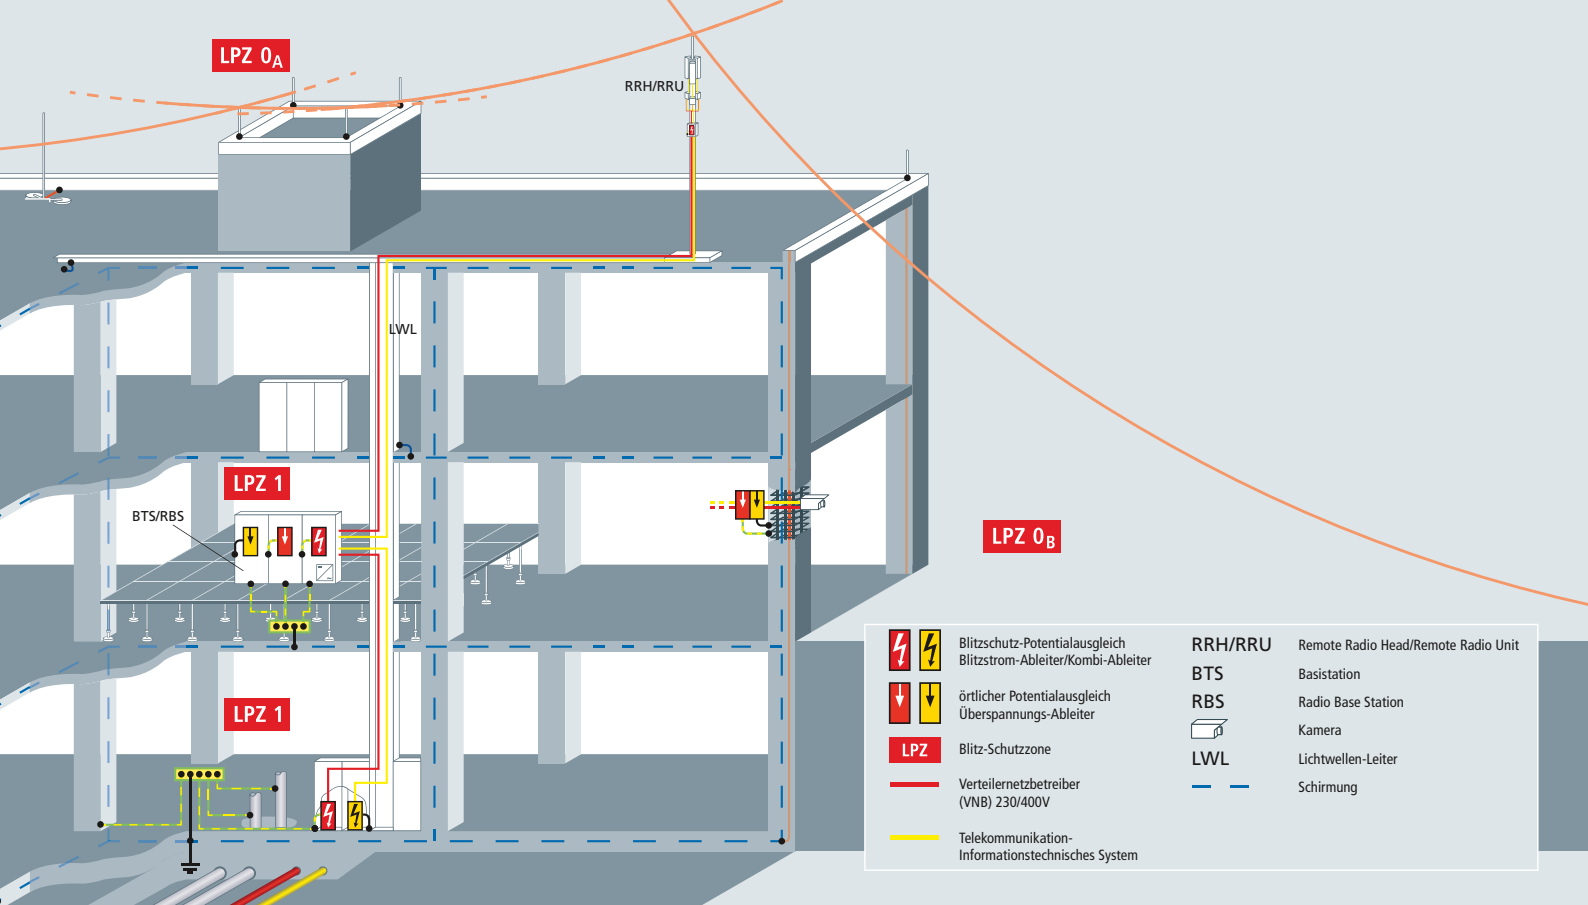 LPZ 0A
RRH/RRU
LWL
LPZ 1
BTS/RBS
LPZ 0B
LPZ 1
Blitzschutz-Potentialausgleich
Blitzstrom-Ableiter/Kombi-Ableiter
örtlicher Potentialausgleich
Überspannungs-Ableiter
LPZ
Blitz-Schutzzone
Verteilernetzbetreiber
(VNB) 230/400V
Telekommunikation-
Informationstechnisches System
RRH/RRU
Remote Radio Head/Remote Radio Unit
BTS
Basistation
RBS
Radio Base Station
Kamera
LWL
Lichtwellen-Leiter
Schirmung